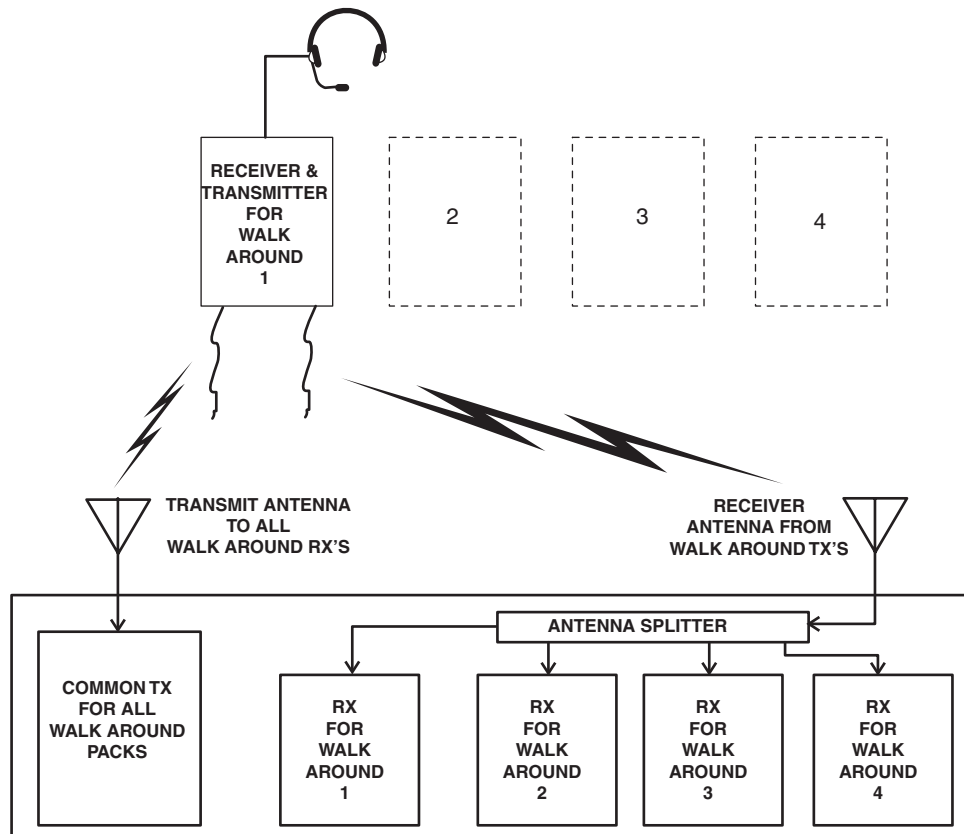 RECEIVER &
TRANSMITTER
FOR
WALK
AROUND
1
2
3
4
TRANSMIT ANTENNA
TO ALL
WALK AROUND RX'S
RECEIVER
ANTENNA FROM
WALK AROUND TX'S
ANTENNA SPLITTER
COMMON TX
FOR ALL
WALK AROUND
PACKS
RX
FOR
WALK
AROUND
1
RX
FOR
WALK
AROUND
2
RX
FOR
WALK
AROUND
3
RX
FOR
WALK
AROUND
4